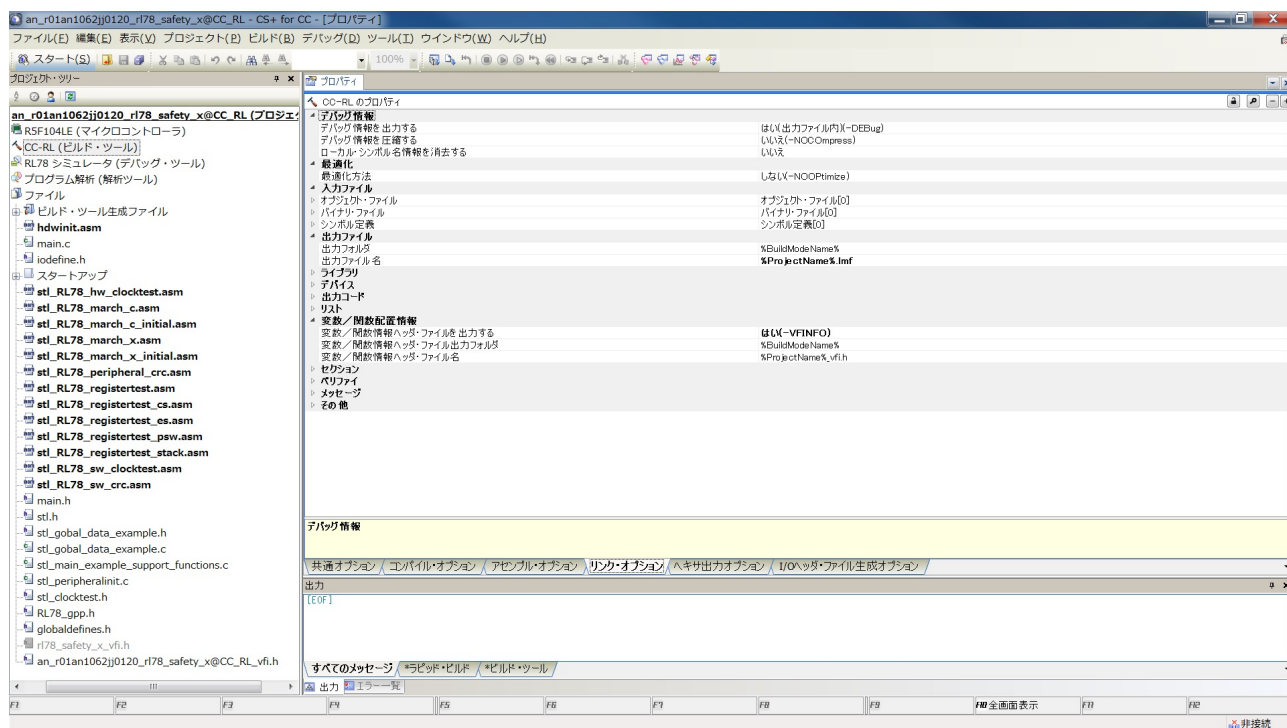 an_r01an1062jj0120_rl78_safety_x@CC_RL - CS+ for CC - [プロパティ]
ファイル(F) 編集(E) 表示(V) プロジェクト(P) ビルド(B) デバッグ(D) ツール(T) ウインドウ(W) ヘルプ(H)
スタート(S) 100%
プロジェクト・ツリー
プロパティ
an_r01an1062jj0120_rl78_safety_x@CC_RL (プロジェ
R5F104LE (マイクロコントローラ)
CC-RL (ビルド・ツール)
RL78 シミュレータ (デバッグ・ツール)
プログラム解析 (解析ツール)
ファイル
ビルド・ツール生成ファイル
hdwinit.asm
main.c
iodefine.h
スタートアップ
stl_RL78_hw_clocktest.asm
stl_RL78_march_c.asm
stl_RL78_march_c_initial.asm
stl_RL78_march_x.asm
stl_RL78_march_x_initial.asm
stl_RL78_peripheral_crc.asm
stl_RL78_registertest.asm
stl_RL78_registertest_cs.asm
stl_RL78_registertest_es.asm
stl_RL78_registertest_psw.asm
stl_RL78_registertest_stack.asm
stl_RL78_sw_clocktest.asm
stl_RL78_sw_crc.asm
main.h
stl.h
stl_gobal_data_example.h
stl_gobal_data_example.c
stl_main_example_support_functions.c
stl_peripheralinit.c
stl_clocktest.h
RL78_gpp.h
globaldefines.h
rl78_safety_x_vfi.h
an_r01an1062jj0120_rl78_safety_x@CC_RL_vfi.h
CC-RL のプロパティ
デバッグ情報
デバッグ情報を出力する はい(出力ファイル内)(-DEBug)
デバッグ情報を圧縮する いいえ(-NOCOmpress)
ローカル・シンボル名情報を消去する いいえ
最適化
最適化方法 しない(-NOOPtimize)
入力ファイル
オブジェクト・ファイル オブジェクト・ファイル[0]
バイナリ・ファイル バイナリ・ファイル[0]
シンボル定義 シンボル定義[0]
出力ファイル
出力フォルダ %BuildModeName%
出力ファイル名 %ProjectName%.lmf
ライブラリ
デバイス
出力コード
リスト
変数／関数配置情報
変数／関数情報ヘッダ・ファイルを出力する はい(-VFINFO)
変数／関数情報ヘッダ・ファイル出力フォルダ %BuildModeName%
変数／関数情報ヘッダ・ファイル名 %ProjectName%_vfi.h
セクション
ベリファイ
メッセージ
その他
デバッグ情報
共通オプション コンパイル・オプション アセンブル・オプション リンク・オプション ヘキサ出力オプション I/Oヘッダ・ファイル生成オプション
出力
[EOF]
すべてのメッセージ *ラピッド・ビルド *ビルド・ツール
出力 エラー一覧
F1 F2 F3 F4 F5 F6 F7 F8 F9 F10 全画面表示 F11 F12
非接続